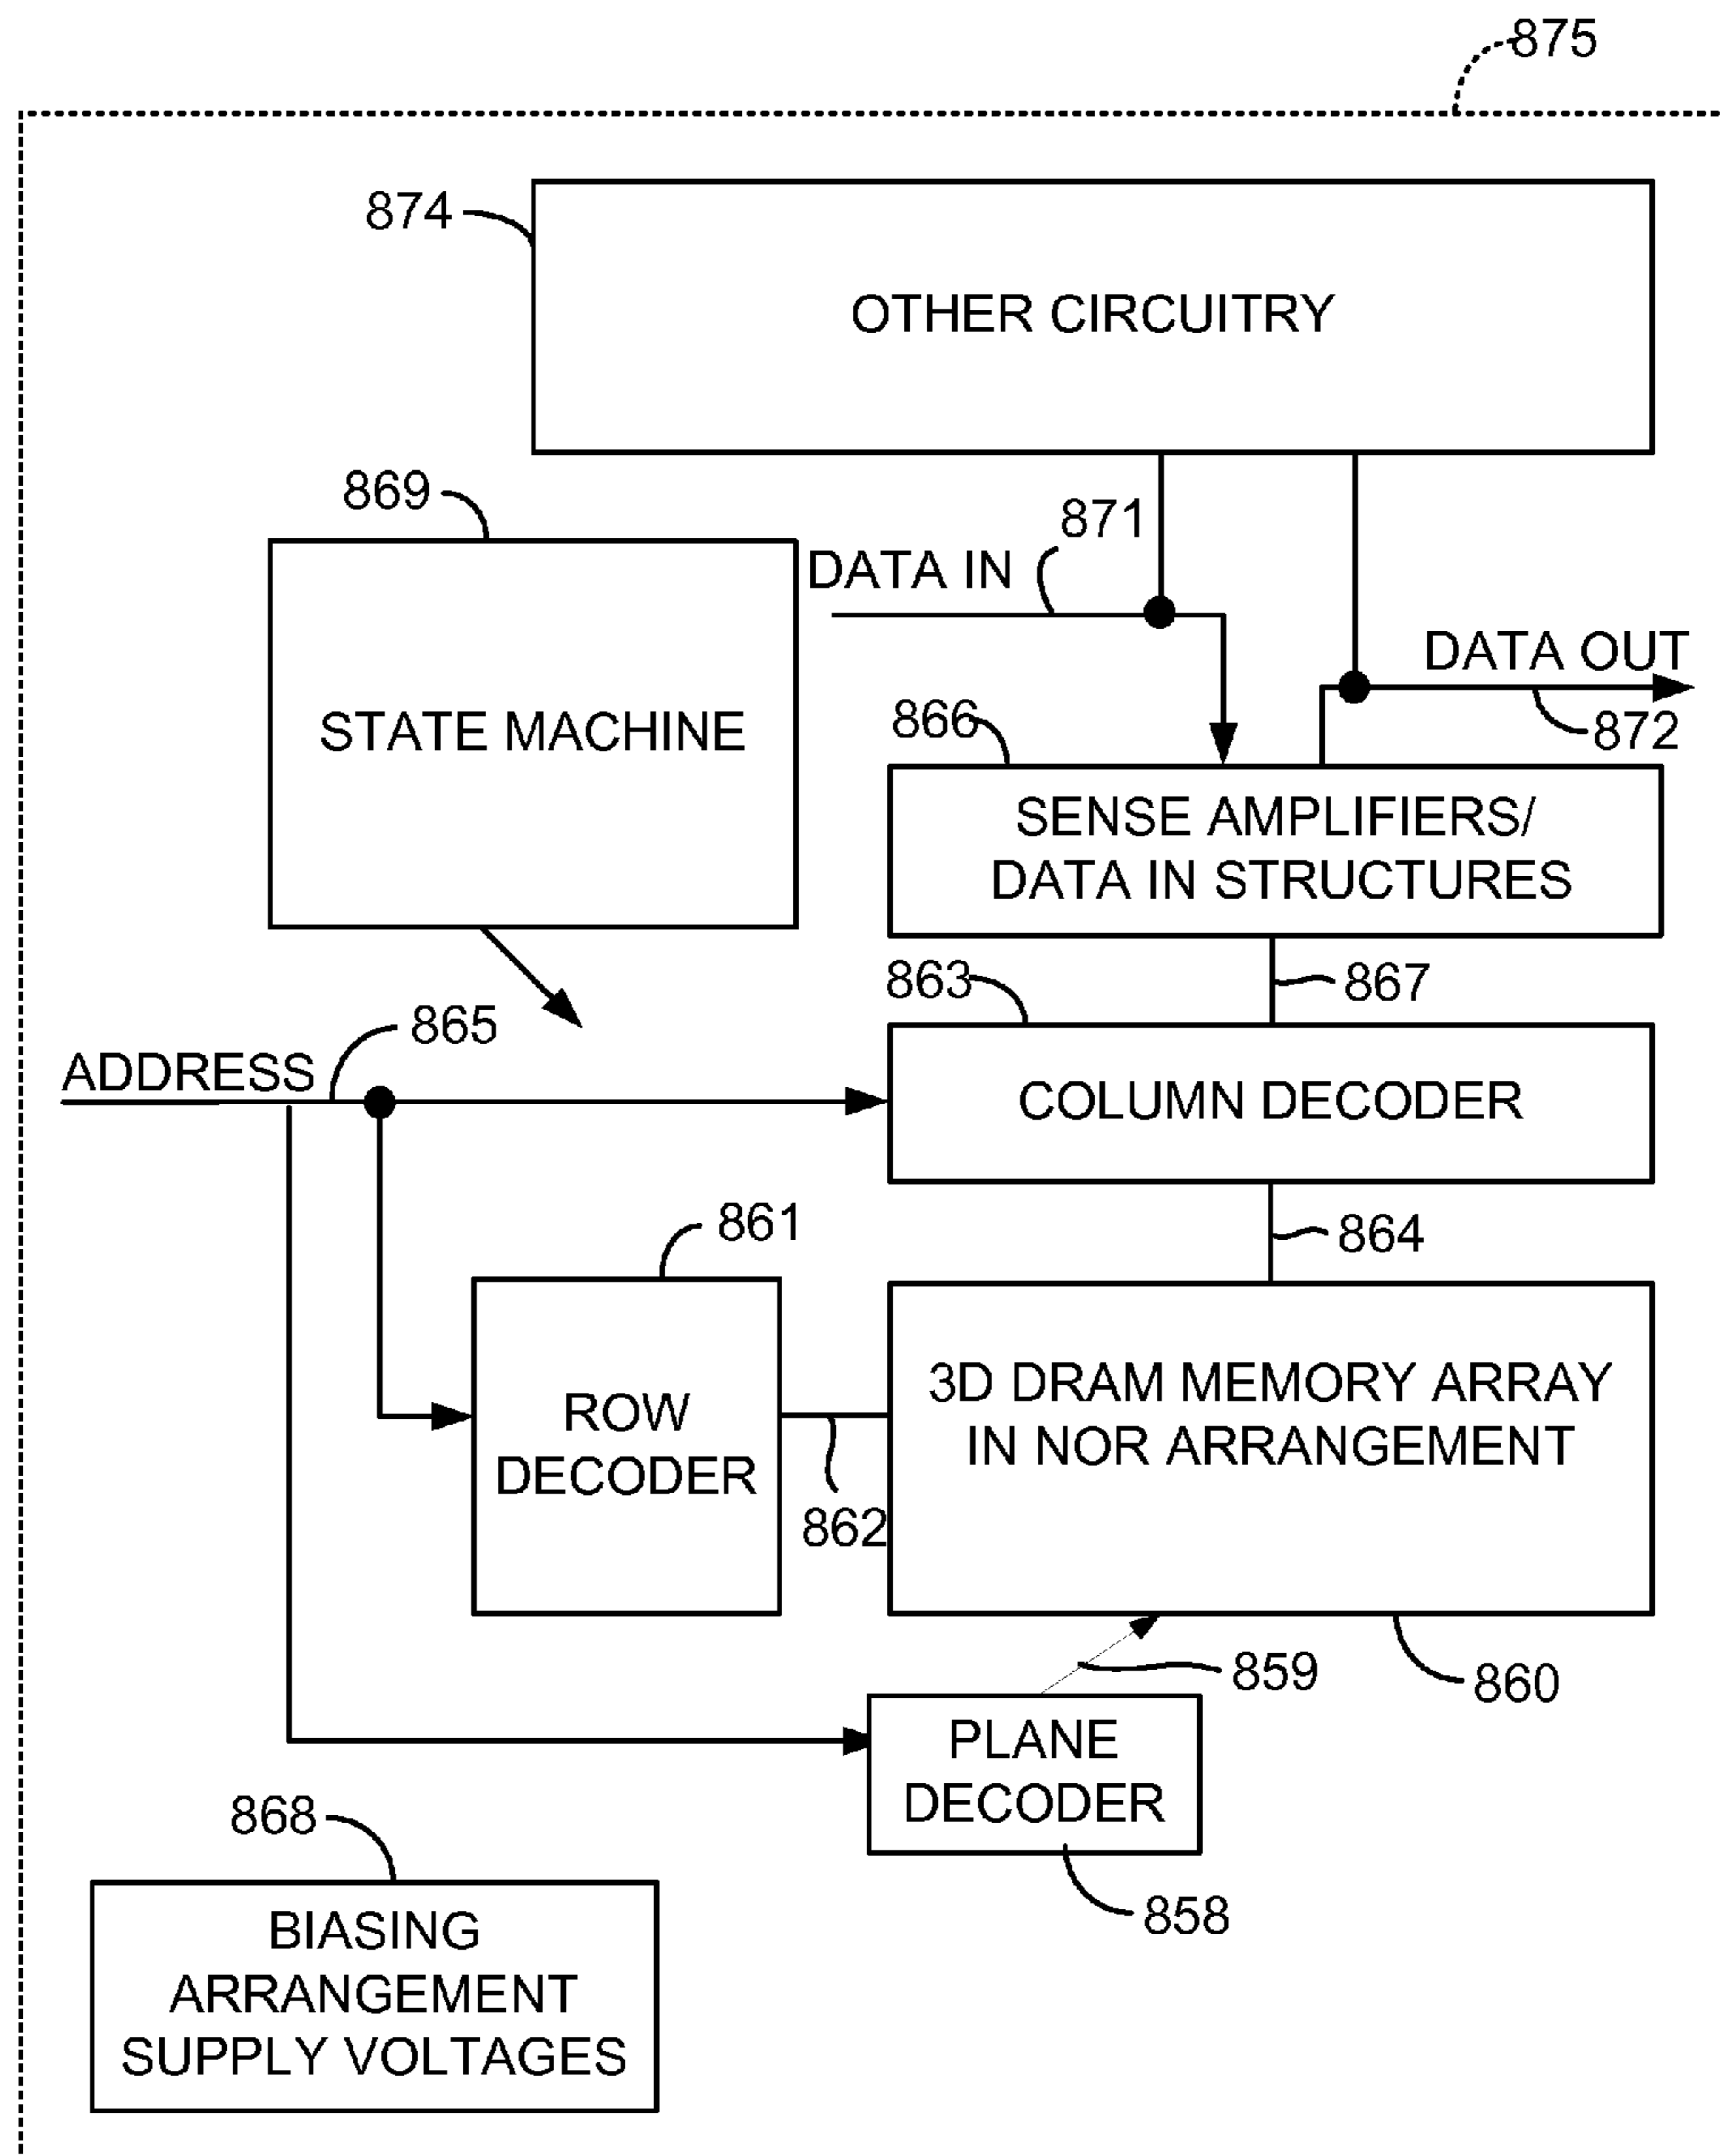 875
874
OTHER CIRCUITRY
869
871
DATA IN
DATA OUT
872
STATE MACHINE
866
SENSE AMPLIFIERS/
DATA IN STRUCTURES
863
867
865
ADDRESS
COLUMN DECODER
861
864
ROW
DECODER
862
3D DRAM MEMORY ARRAY
IN NOR ARRANGEMENT
859
860
PLANE
DECODER
858
868
BIASING
ARRANGEMENT
SUPPLY VOLTAGES